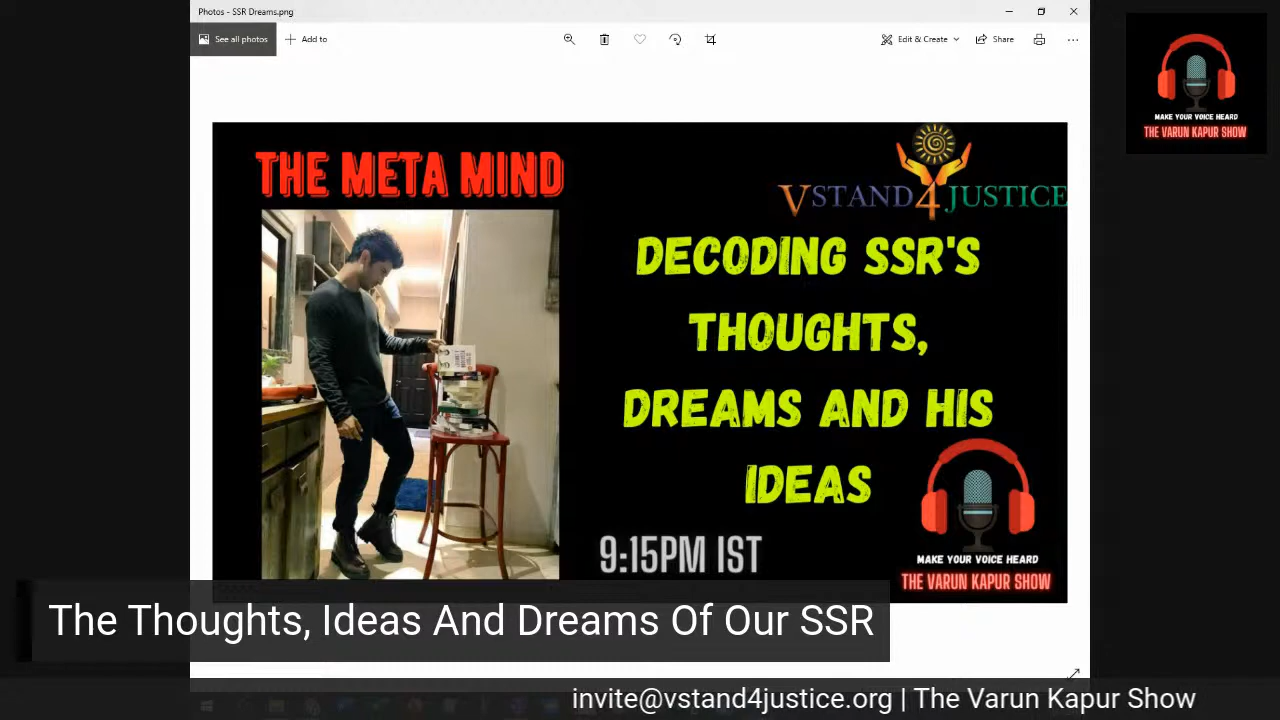 Photos - SSR Dreams.png
See all photos
Add to
Edit & Create
Share
MAKE YOUR VOICE HEARD
THE VARUN KAPUR SHOW
THE META MIND
VSTAND4JUSTICE
DECODING SSR'S
THOUGHTS,
DREAMS AND HIS
IDEAS
9:15PM IST
MAKE YOUR VOICE HEARD
THE VARUN KAPUR SHOW
The Thoughts, Ideas And Dreams Of Our SSR
invite@vstand4justice.org | The Varun Kapur Show